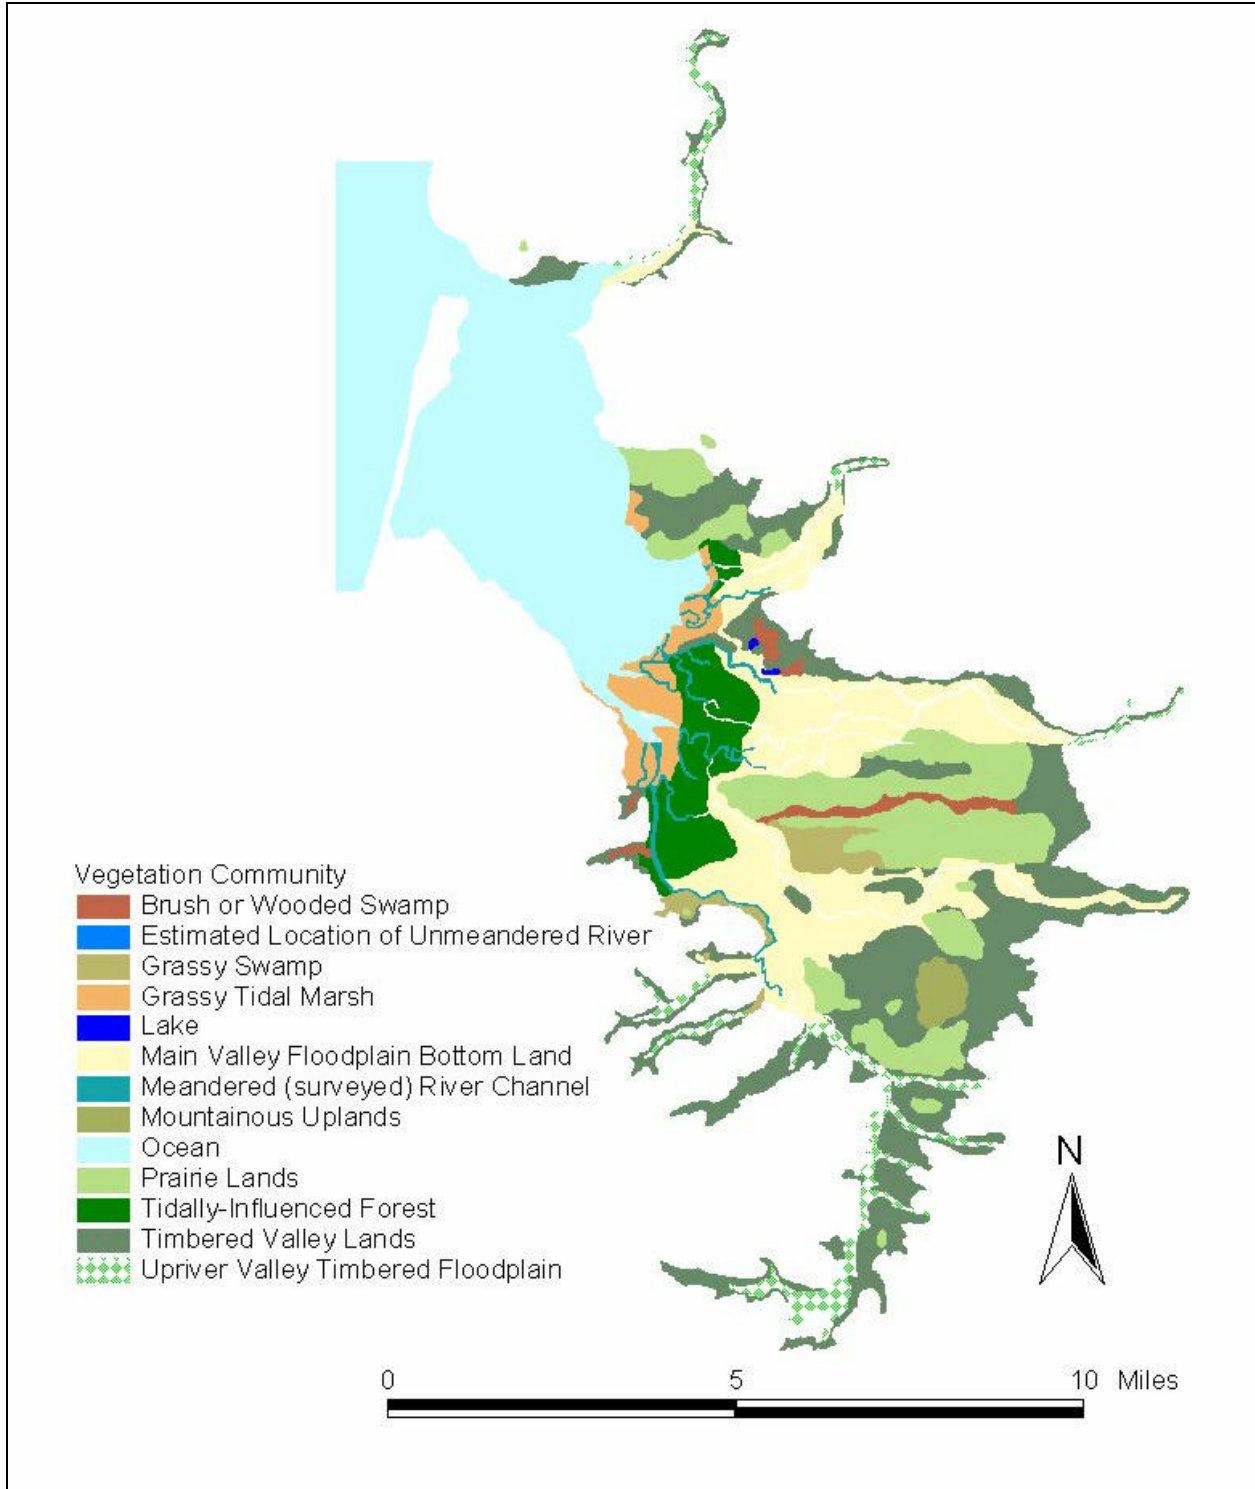 Vegetation Community
Brush or Wooded Swamp
Estimated Location of Unmeandered River
Grassy Swamp
Grassy Tidal Marsh
Lake
Main Valley Floodplain Bottom Land
Meandered (surveyed) River Channel
Mountainous Uplands
Ocean
Prairie Lands
Tidally-Influenced Forest
Timbered Valley Lands
Upriver Valley Timbered Floodplain
N
0 5 10 Miles